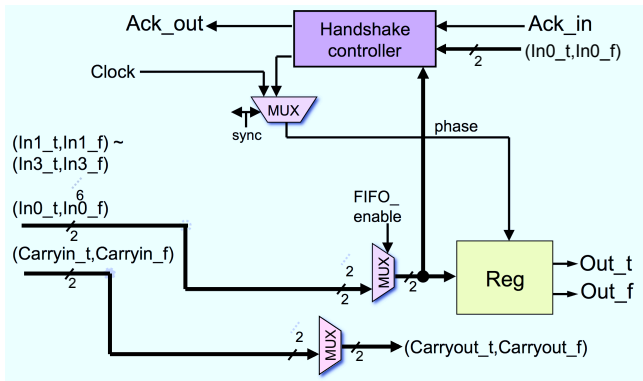 Ack_out
Handshake
controller
Ack_in
(In0_t,In0_f)
2
Clock
MUX
sync
phase
(In1_t,In1_f) ~
(In3_t,In3_f)
6
(In0_t,In0_f)
2
FIFO_
enable
(Carryin_t,Carryin_f)
2
2
2
MUX
2
Reg
Out_t
Out_f
2
2
MUX
2
(Carryout_t,Carryout_f)